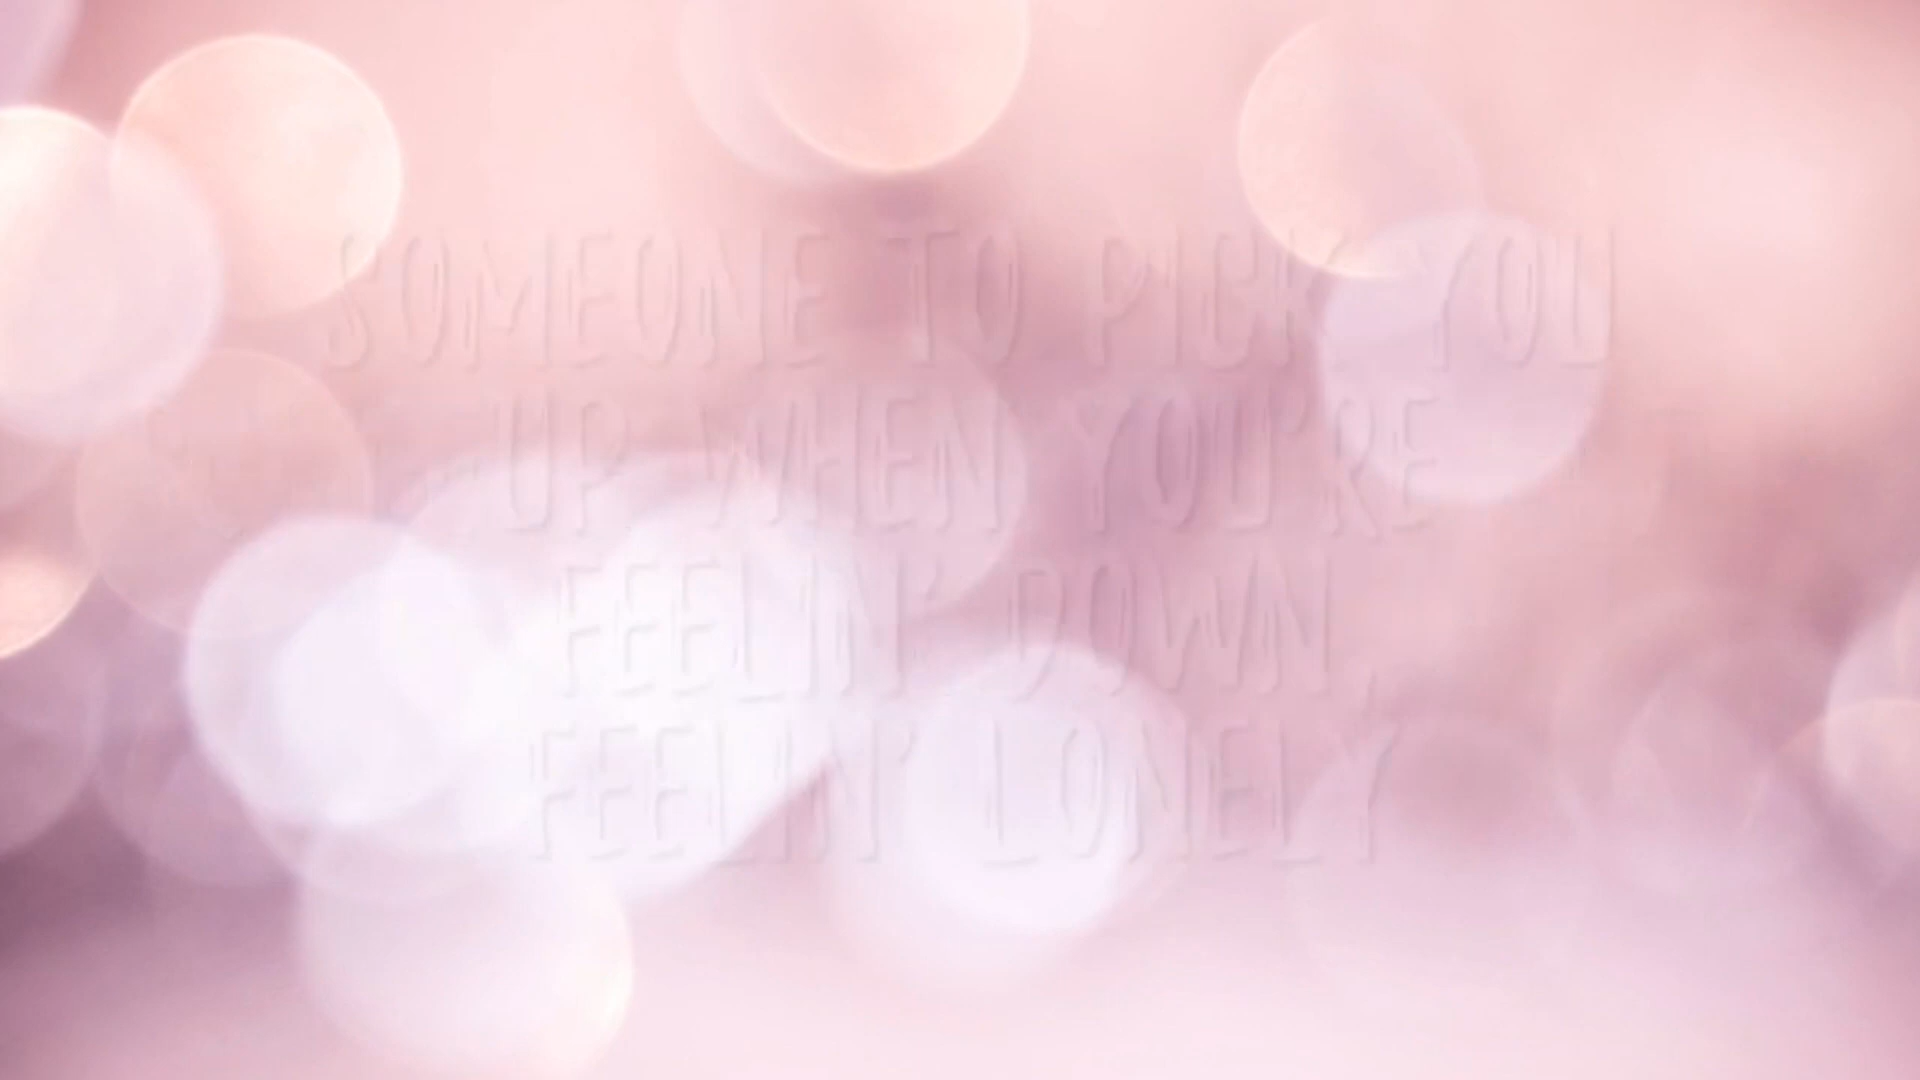 SOMEONE TO PICK YOU
UP WHEN YOU'RE
FEELIN' DOWN,
FEELIN' LONELY